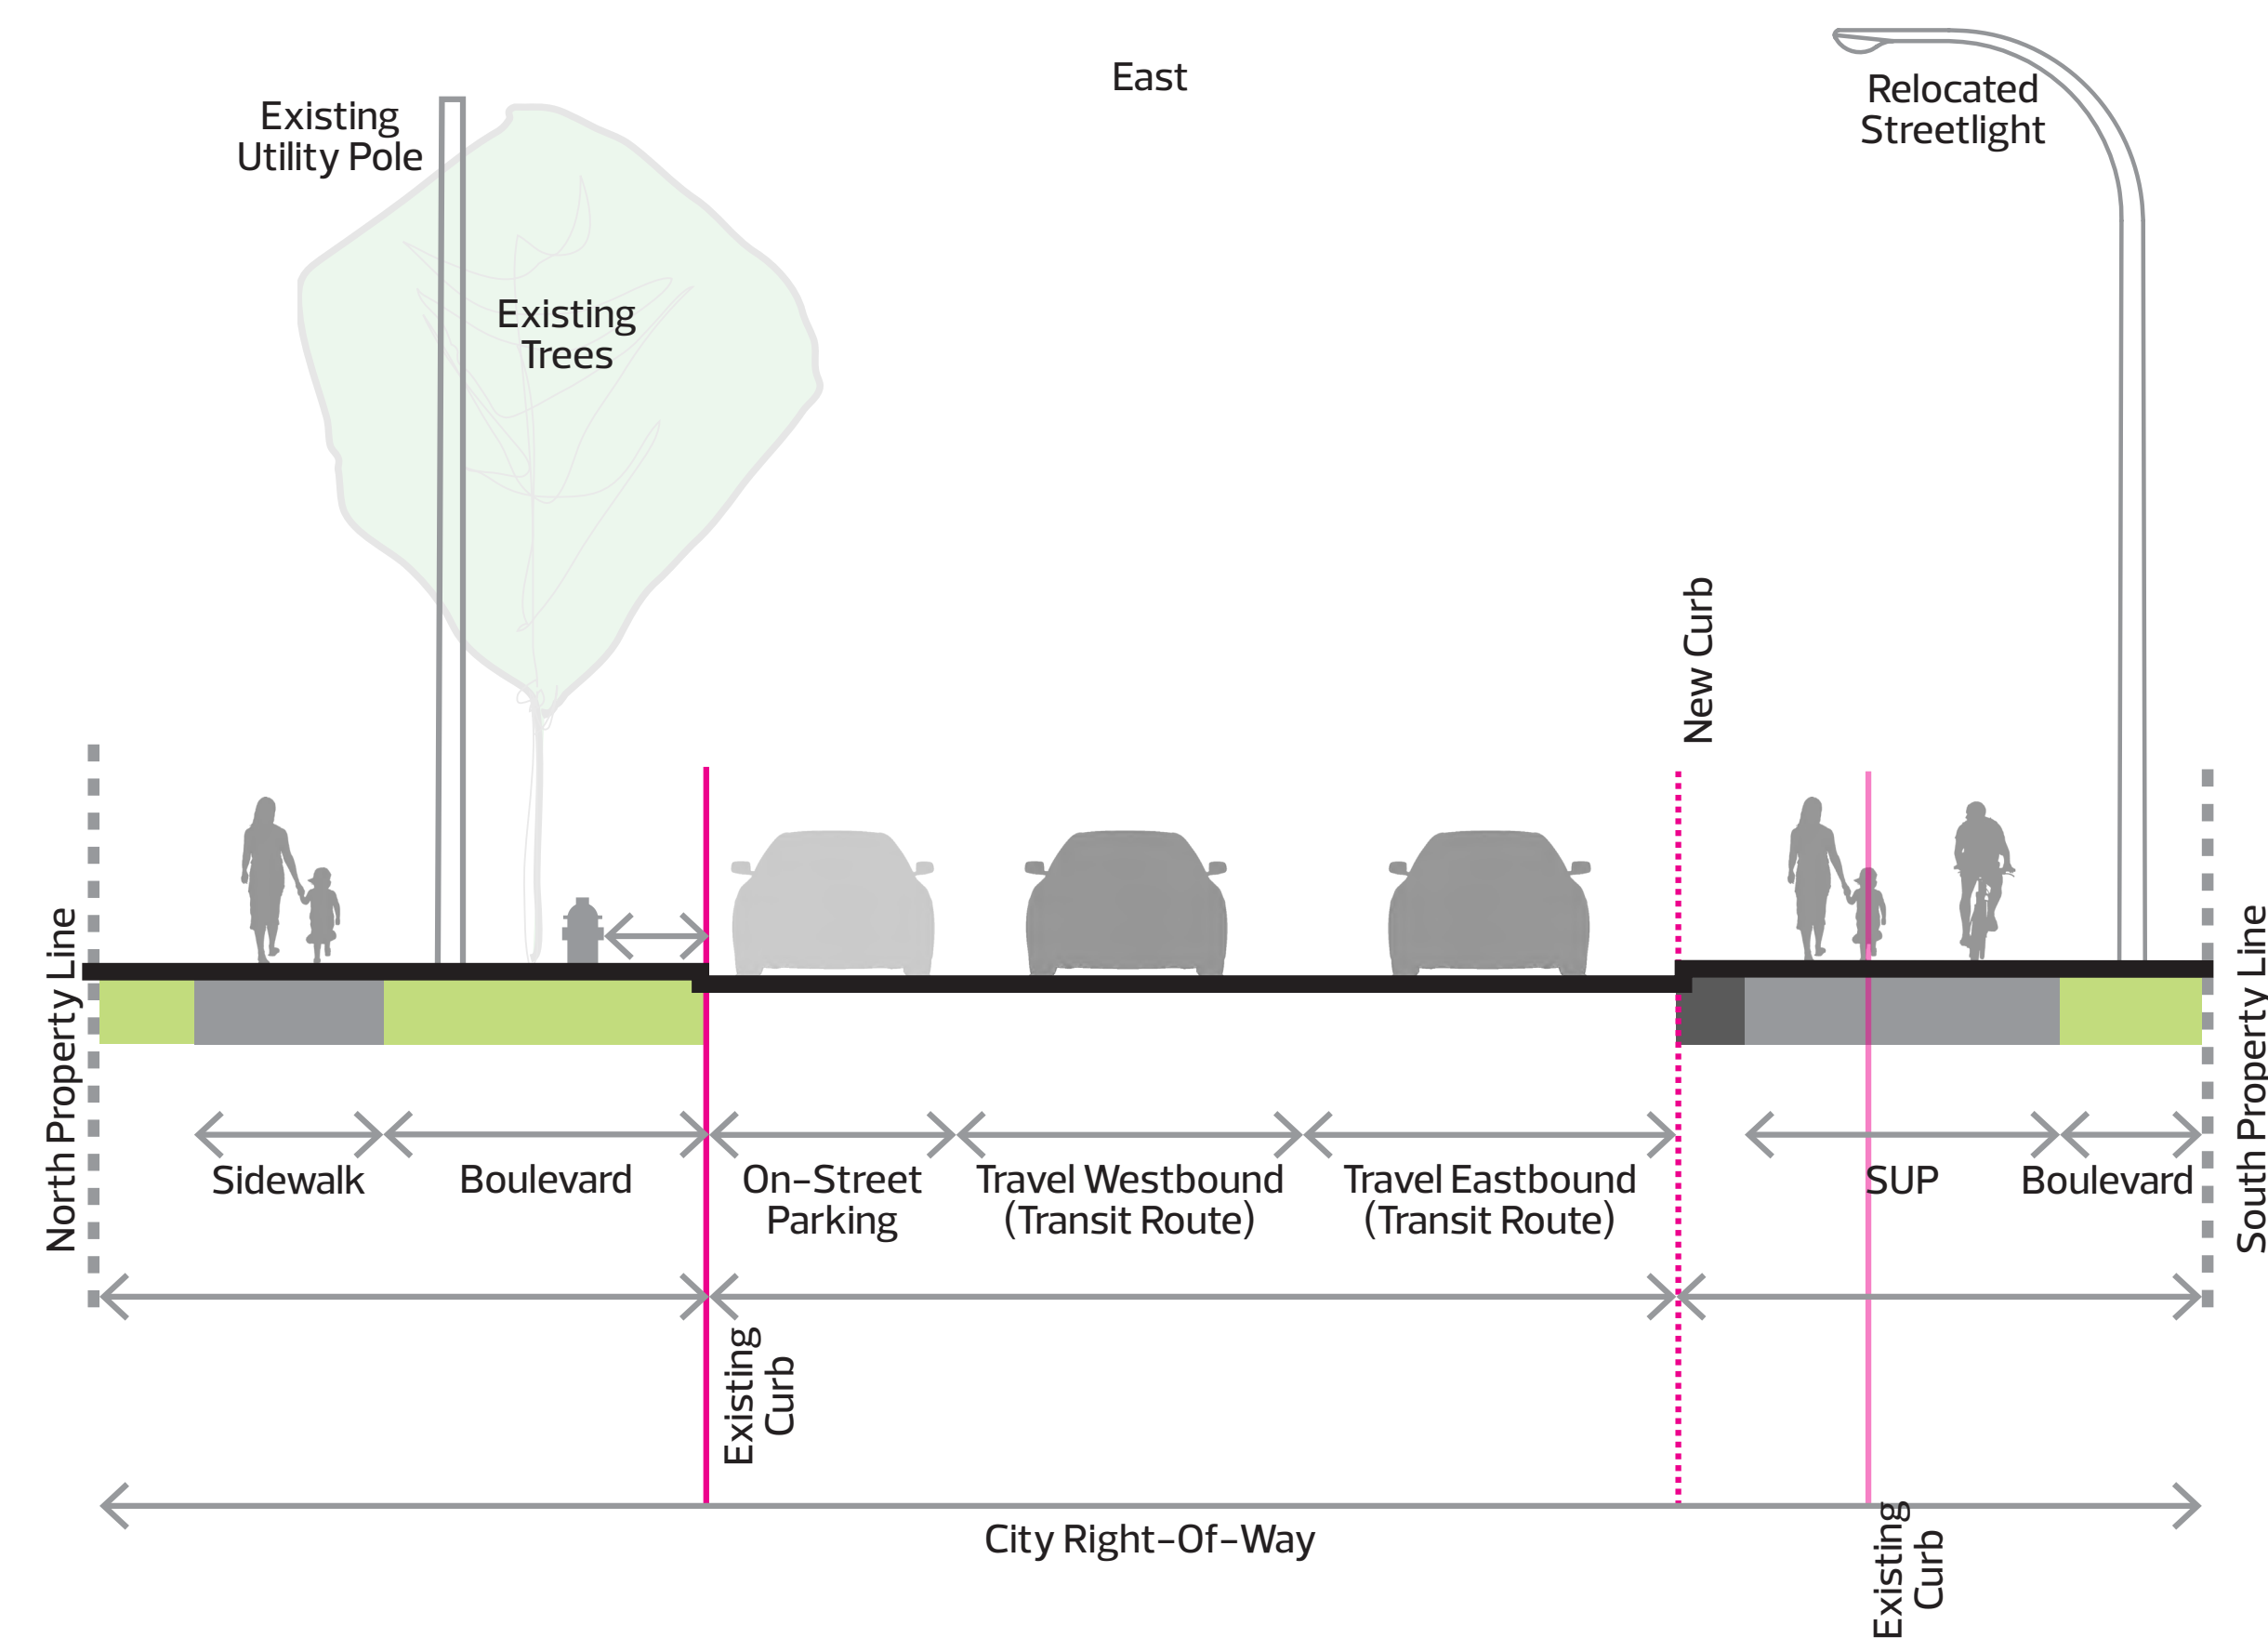 East
Relocated
Streetlight
Existing
Utility Pole
Existing
Trees
New Curb
North Property Line
South Property Line
Sidewalk
Boulevard
On-Street
Parking
Travel Westbound
(Transit Route)
Travel Eastbound
(Transit Route)
SUP
Boulevard
Existing
Curb
Existing
Curb
City Right-Of-Way